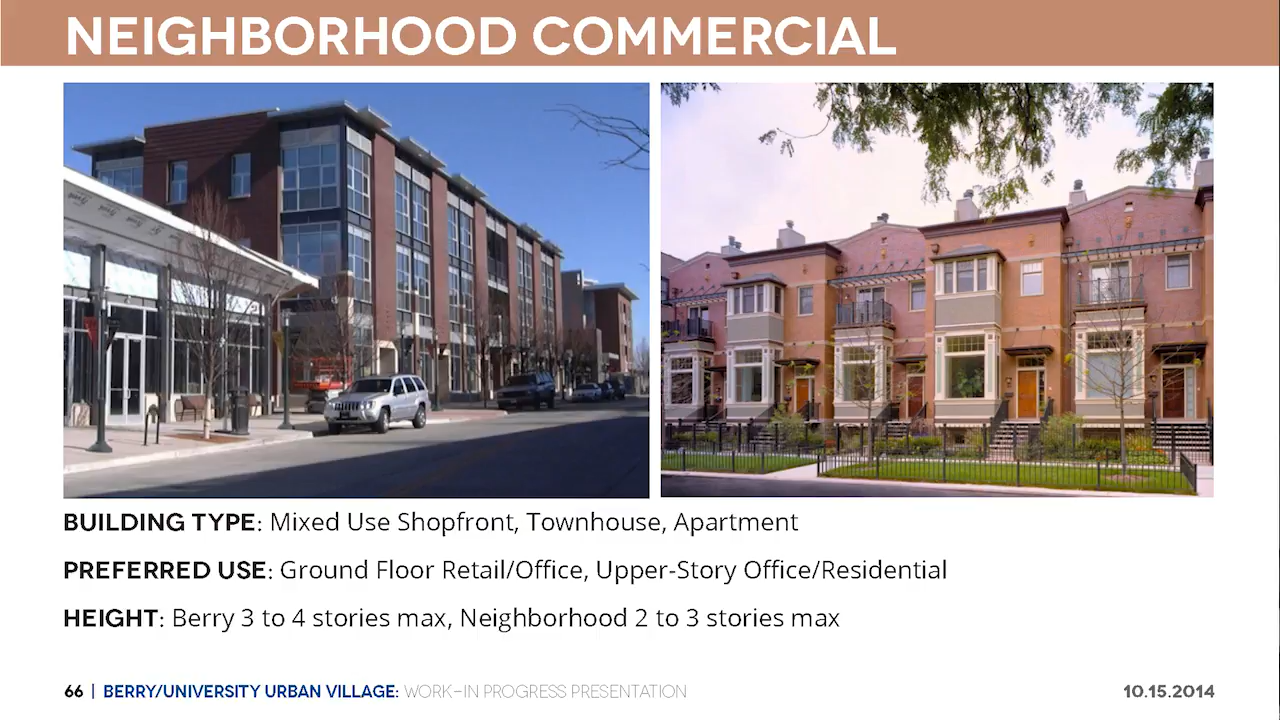 NEIGHBORHOOD COMMERCIAL
BUILDING TYPE: Mixed Use Shopfront, Townhouse, Apartment
PREFERRED USE: Ground Floor Retail/Office, Upper-Story Office/Residential
HEIGHT: Berry 3 to 4 stories max, Neighborhood 2 to 3 stories max
66 | BERRY/UNIVERSITY URBAN VILLAGE: WORK-IN PROGRESS PRESENTATION
10.15.2014